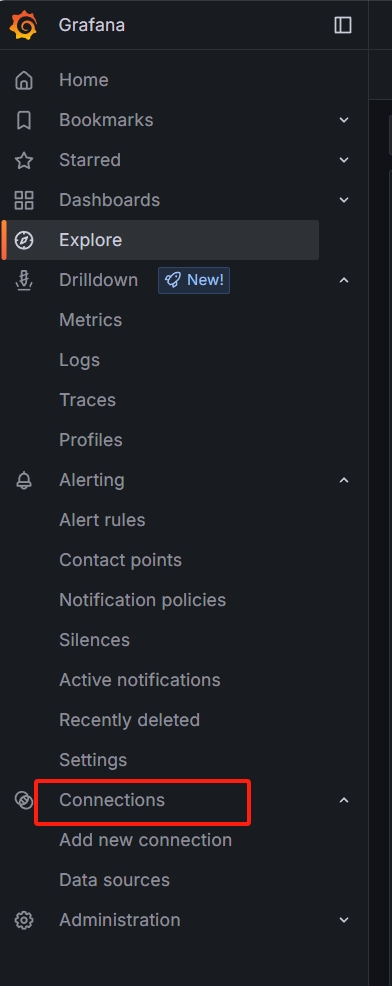 Grafana
Home
Bookmarks
Starred
Dashboards
Explore
Drilldown New!
Metrics
Logs
Traces
Profiles
Alerting
Alert rules
Contact points
Notification policies
Silences
Active notifications
Recently deleted
Settings
Connections
Add new connection
Data sources
Administration